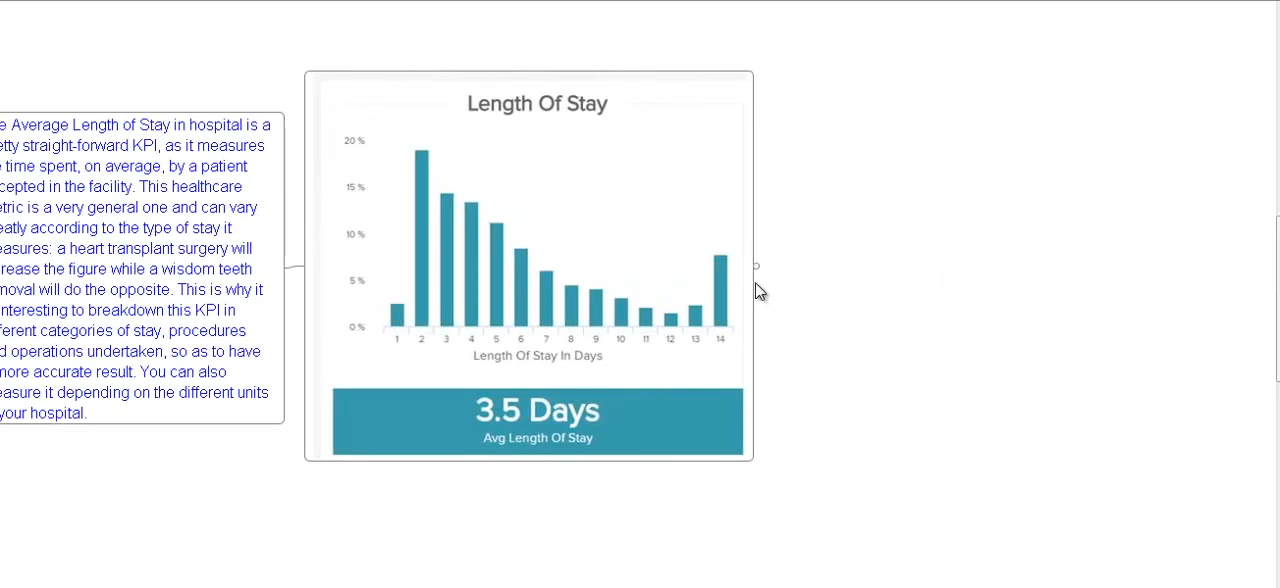 e Average Length of Stay in hospital is a
etty straight-forward KPI, as it measures
e time spent, on average, by a patient
cepted in the facility. This healthcare
etric is a very general one and can vary
eatly according to the type of stay it
easures: a heart transplant surgery will
rease the figure while a wisdom teeth
moval will do the opposite. This is why it
interesting to breakdown this KPI in
ferent categories of stay, procedures
d operations undertaken, so as to have
more accurate result. You can also
easure it depending on the different units
your hospital.
Length Of Stay
20 %
15 %
10 %
5 %
0 %
1 2 3 4 5 6 7 8 9 10 11 12 13 14
Length Of Stay In Days
3.5 Days
Avg Length Of Stay